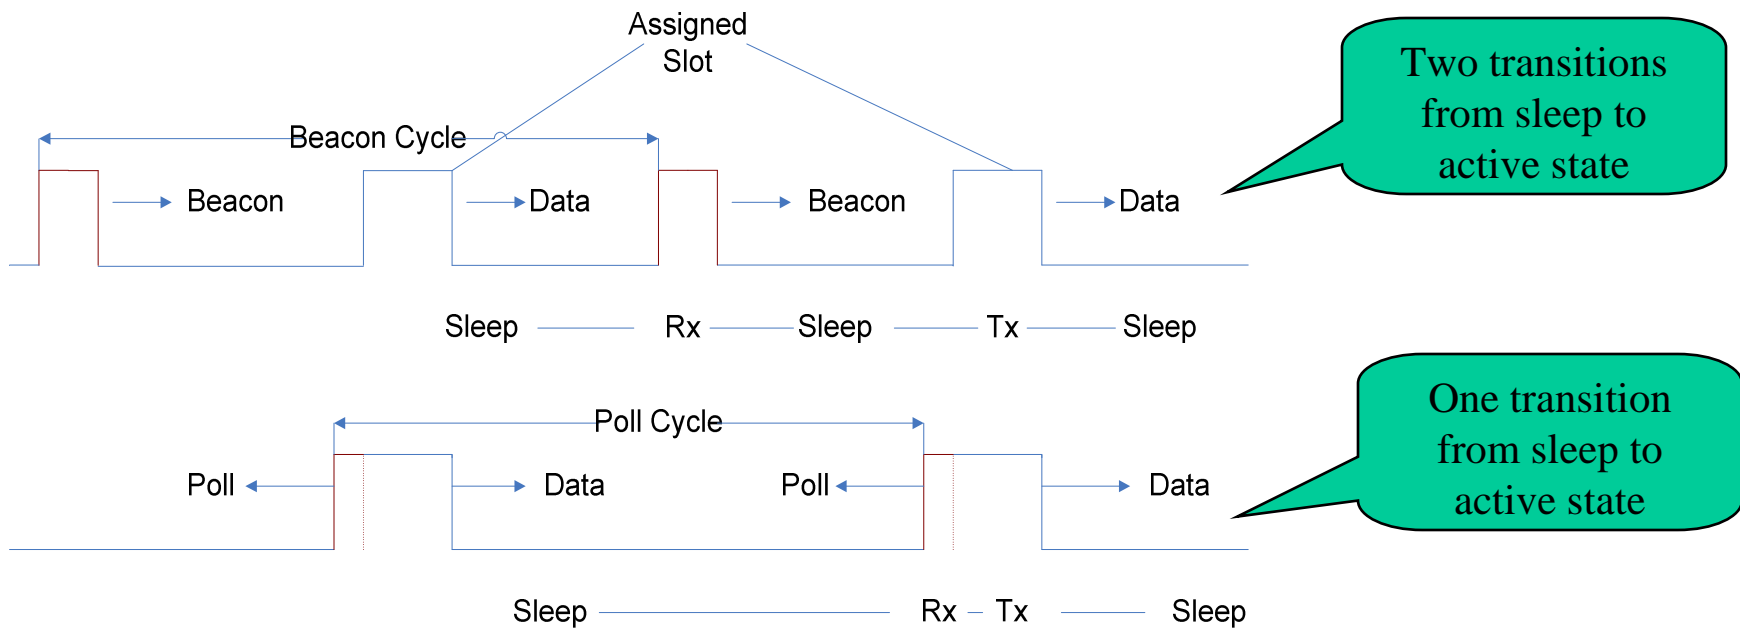 Assigned
Slot
Two transitions
from sleep to
active state
Beacon Cycle
Beacon
Data
Beacon
Data
Sleep
Rx
Sleep
Tx
Sleep
One transition
from sleep to
active state
Poll Cycle
Poll
Data
Poll
Data
Sleep
Rx
Tx
Sleep